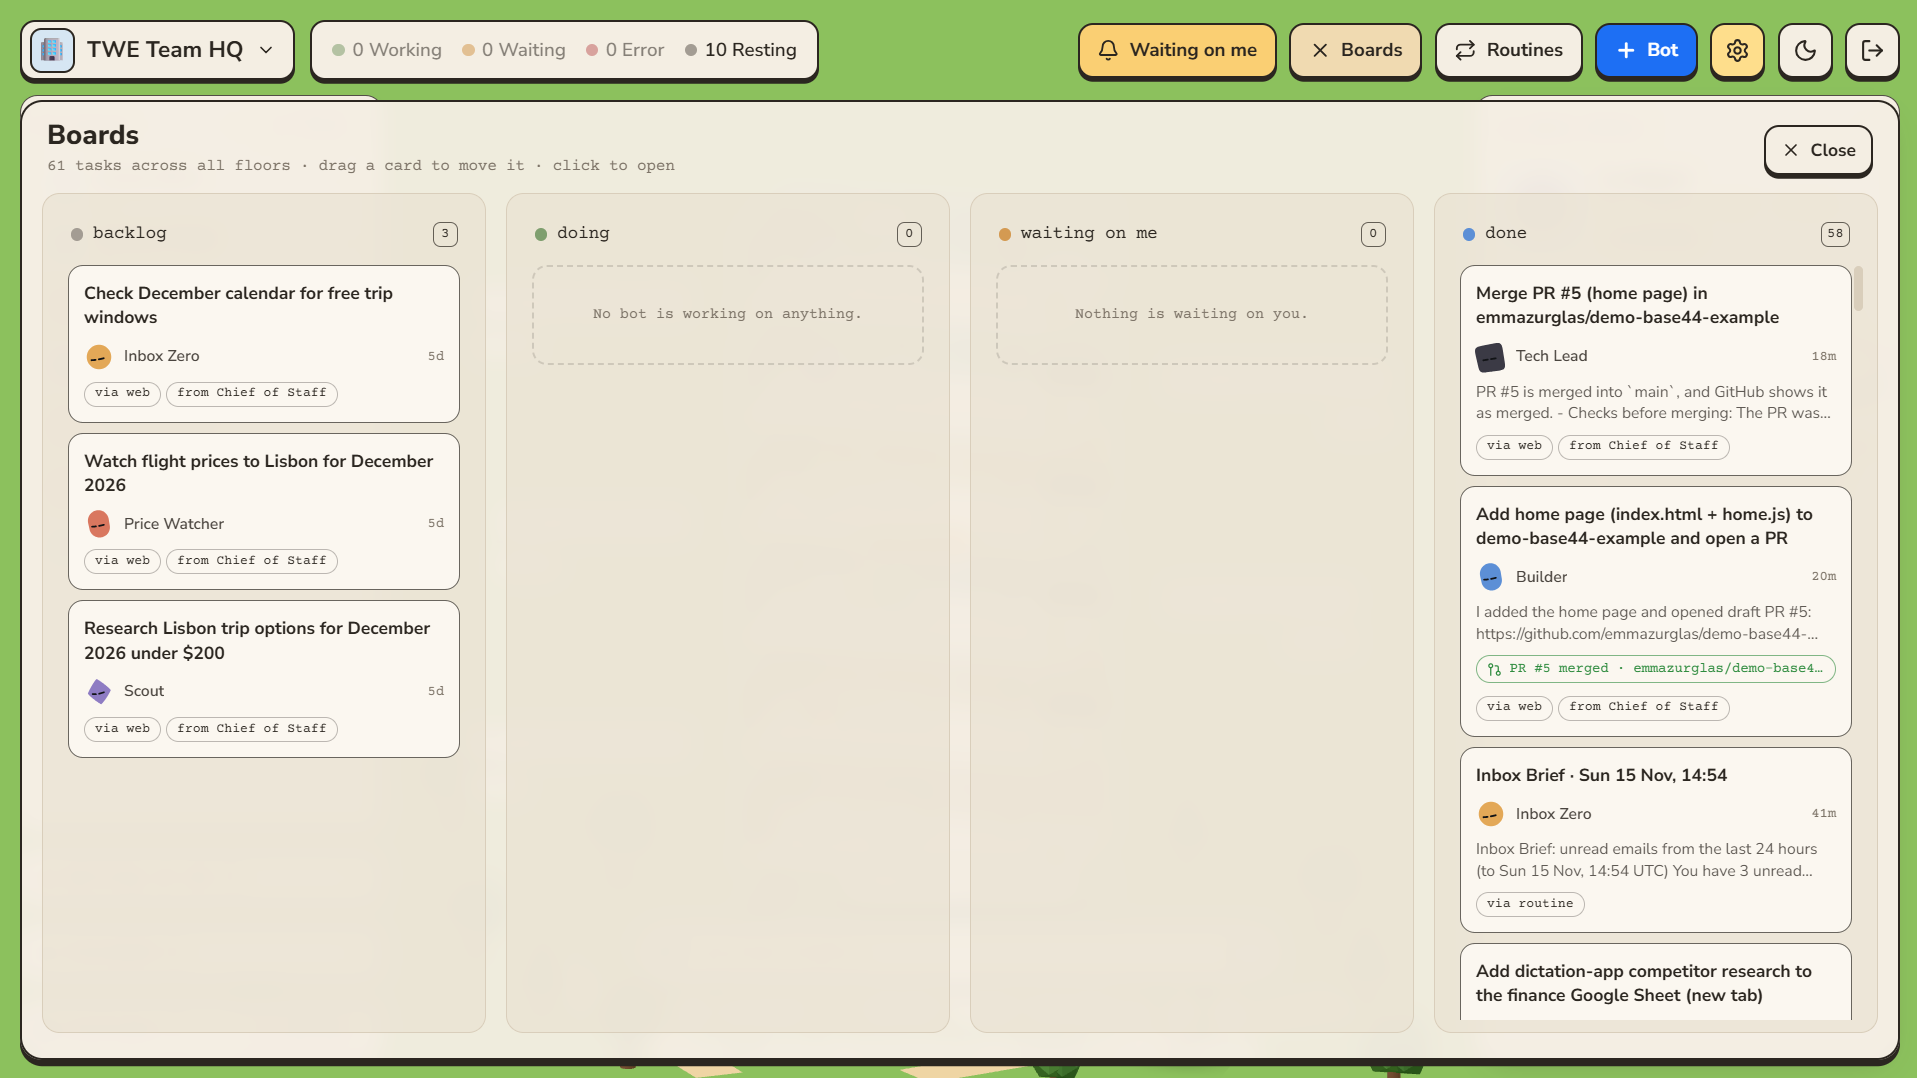 TWE Team HQ
0 Working
0 Waiting
0 Error
10 Resting
Waiting on me
Boards
Routines
Bot
Boards
61 tasks across all floors · drag a card to move it · click to open
Close
backlog
3
Check December calendar for free trip
windows
Inbox Zero
5d
via web
from Chief of Staff
Watch flight prices to Lisbon for December
2026
Price Watcher
5d
via web
from Chief of Staff
Research Lisbon trip options for December
2026 under $200
Scout
5d
via web
from Chief of Staff
doing
0
No bot is working on anything.
waiting on me
0
Nothing is waiting on you.
done
58
Merge PR #5 (home page) in
emmazurglas/demo-base44-example
Tech Lead
18m
PR #5 is merged into `main`, and GitHub shows it
as merged. - Checks before merging: The PR was...
via web
from Chief of Staff
Add home page (index.html + home.js) to
demo-base44-example and open a PR
Builder
20m
I added the home page and opened draft PR #5:
https://github.com/emmazurglas/demo-base44-...
PR #5 merged · emmazurglas/demo-base4...
via web
from Chief of Staff
Inbox Brief · Sun 15 Nov, 14:54
Inbox Zero
41m
Inbox Brief: unread emails from the last 24 hours
(to Sun 15 Nov, 14:54 UTC) You have 3 unread...
via routine
Add dictation-app competitor research to
the finance Google Sheet (new tab)